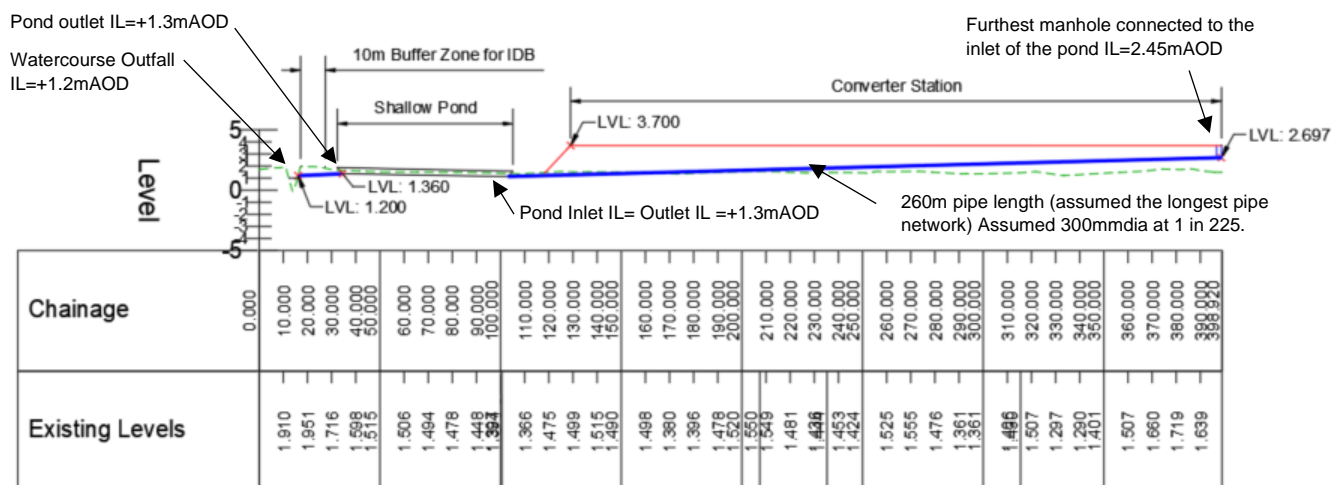 Pond outlet IL=+1.3mAOD
Watercourse Outfall
IL=+1.2mAOD
10m Buffer Zone for IDB
Shallow Pond
Furthest manhole connected to the
inlet of the pond IL=2.45mAOD
Converter Station
LVL: 3.700
LVL: 2.697
LVL: 1.360
LVL: 1.200
Pond Inlet IL= Outlet IL =+1.3mAOD
260m pipe length (assumed the longest pipe
network) Assumed 300mmdia at 1 in 225.
Level
5
0
-5
Chainage
0.000 10.000 20.000 30.000 40.000 50.000 60.000 70.000 80.000 90.000 100.000 110.000 120.000 130.000 140.000 150.000 160.000 170.000 180.000 190.000 200.000 210.000 220.000 230.000 240.000 250.000 260.000 270.000 280.000 290.000 300.000 310.000 320.000 330.000 340.000 350.000 360.000 370.000 380.000 390.000 398.920
Existing Levels
1.910 1.951 1.716 1.598 1.515 1.506 1.494 1.478 1.448 1.366 1.475 1.499 1.515 1.490 1.498 1.380 1.396 1.478 1.520 1.550 1.549 1.481 1.453 1.424 1.525 1.555 1.476 1.361 1.361 1.507 1.297 1.290 1.401 1.507 1.660 1.719 1.639